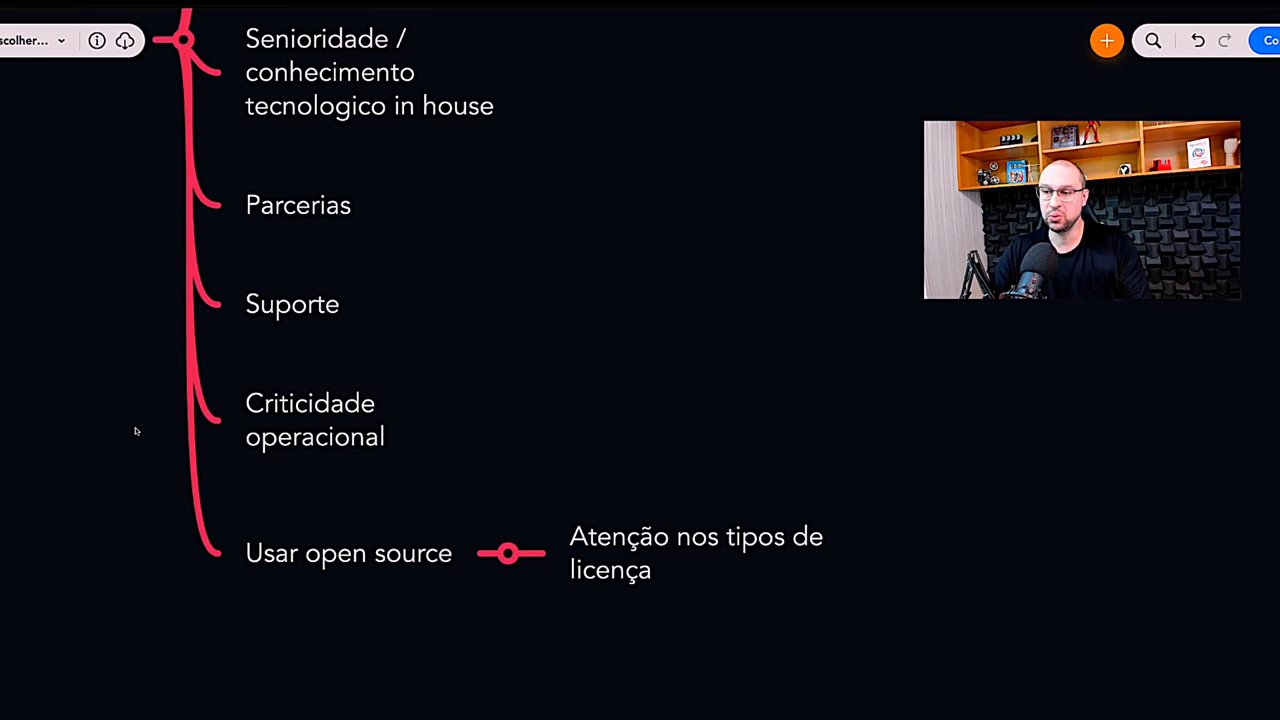 scolher...
Co
Senioridade /
conhecimento
tecnologico in house
Parcerias
Suporte
Criticidade
operacional
Usar open source
Atenção nos tipos de
licença